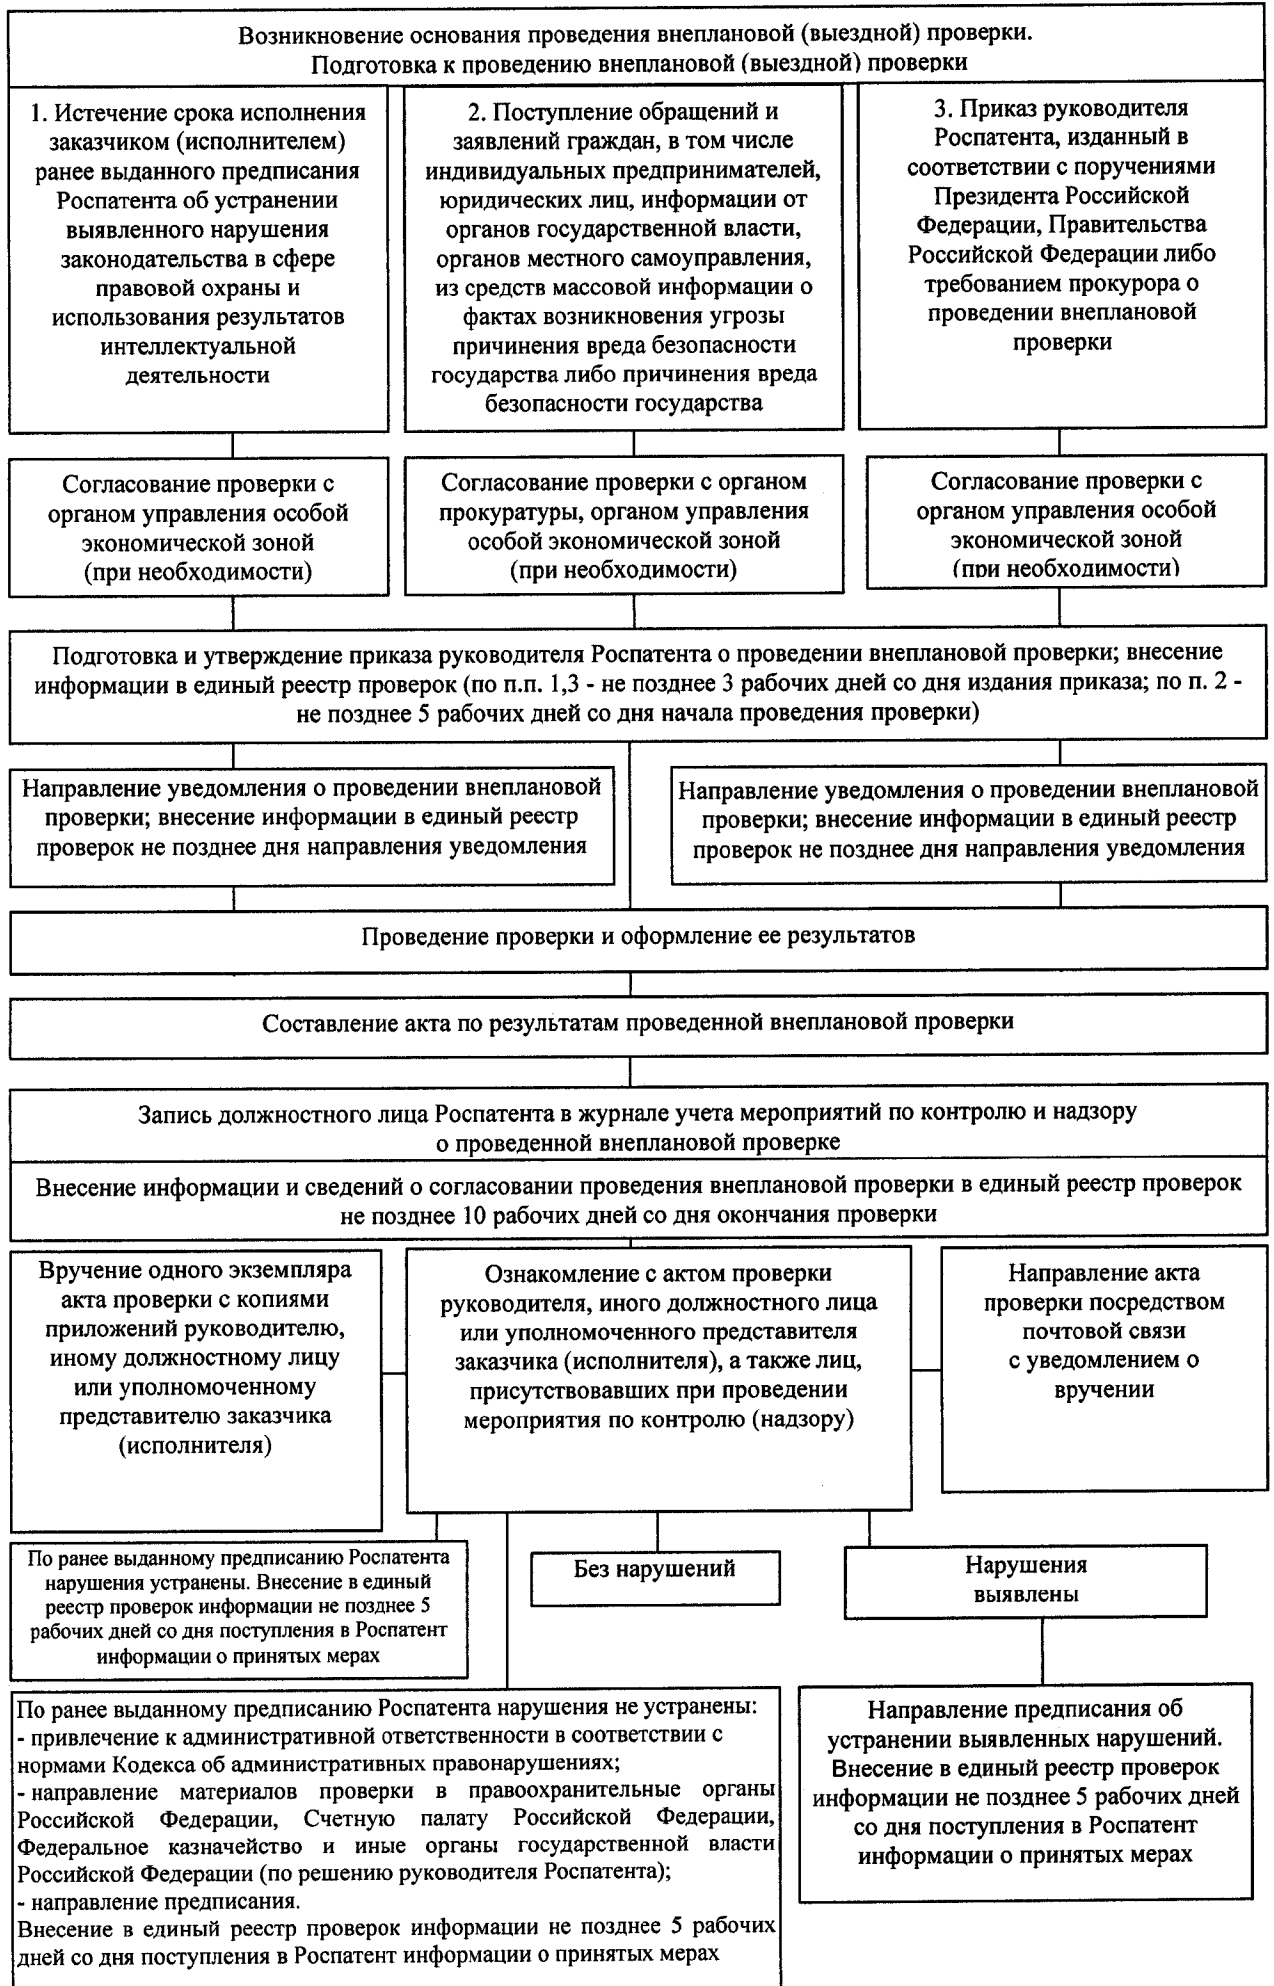 Возникновение основания проведения внеплановой (выездной) проверки.
Подготовка к проведению внеплановой (выездной) проверки
1. Истечение срока исполнения
заказчиком (исполнителем)
ранее выданного предписания
Роспатента об устранении
выявленного нарушения
законодательства в сфере
правовой охраны и
использования результатов
интеллектуальной
деятельности
2. Поступление обращений и
заявлений граждан, в том числе
индивидуальных предпринимателей,
юридических лиц, информации от
органов государственной власти,
органов местного самоуправления,
из средств массовой информации о
фактах возникновения угрозы
причинения вреда безопасности
государства либо причинения вреда
безопасности государства
3. Приказ руководителя
Роспатента, изданный в
соответствии с поручениями
Президента Российской
Федерации, Правительства
Российской Федерации либо
требованием прокурора о
проведении внеплановой
проверки
Согласование проверки с
органом управления особой
экономической зоной
(при необходимости)
Согласование проверки с органом
прокуратуры, органом управления
особой экономической зоной
(при необходимости)
Согласование проверки с
органом управления особой
экономической зоной
(при необходимости)
Подготовка и утверждение приказа руководителя Роспатента о проведении внеплановой проверки; внесение
информации в единый реестр проверок (по п.п. 1,3 - не позднее 3 рабочих дней со дня издания приказа; по п. 2 -
не позднее 5 рабочих дней со дня начала проведения проверки)
Направление уведомления о проведении внеплановой
проверки; внесение информации в единый реестр
проверок не позднее дня направления уведомления
Направление уведомления о проведении внеплановой
проверки; внесение информации в единый реестр
проверок не позднее дня направления уведомления
Проведение проверки и оформление ее результатов
Составление акта по результатам проведенной внеплановой проверки
Запись должностного лица Роспатента в журнале учета мероприятий по контролю и надзору
о проведенной внеплановой проверке
Внесение информации и сведений о согласовании проведения внеплановой проверки в единый реестр проверок
не позднее 10 рабочих дней со дня окончания проверки
Вручение одного экземпляра
акта проверки с копиями
приложений руководителю,
иному должностному лицу
или уполномоченному
представителю заказчика
(исполнителя)
Ознакомление с актом проверки
руководителя, иного должностного лица
или уполномоченного представителя
заказчика (исполнителя), а также лиц,
присутствовавших при проведении
мероприятия по контролю (надзору)
Направление акта
проверки посредством
почтовой связи
с уведомлением о
вручении
По ранее выданному предписанию Роспатента
нарушения устранены. Внесение в единый
реестр проверок информации не позднее 5
рабочих дней со дня поступления в Роспатент
информации о принятых мерах
Без нарушений
Нарушения
выявлены
По ранее выданному предписанию Роспатента нарушения не устранены:
- привлечение к административной ответственности в соответствии с
нормами Кодекса об административных правонарушениях;
- направление материалов проверки в правоохранительные органы
Российской Федерации, Счетную палату Российской Федерации,
Федеральное казначейство и иные органы государственной власти
Российской Федерации (по решению руководителя Роспатента);
- направление предписания.
Внесение в единый реестр проверок информации не позднее 5 рабочих
дней со дня поступления в Роспатент информации о принятых мерах
Направление предписания об
устранении выявленных нарушений.
Внесение в единый реестр проверок
информации не позднее 5 рабочих дней
со дня поступления в Роспатент
информации о принятых мерах